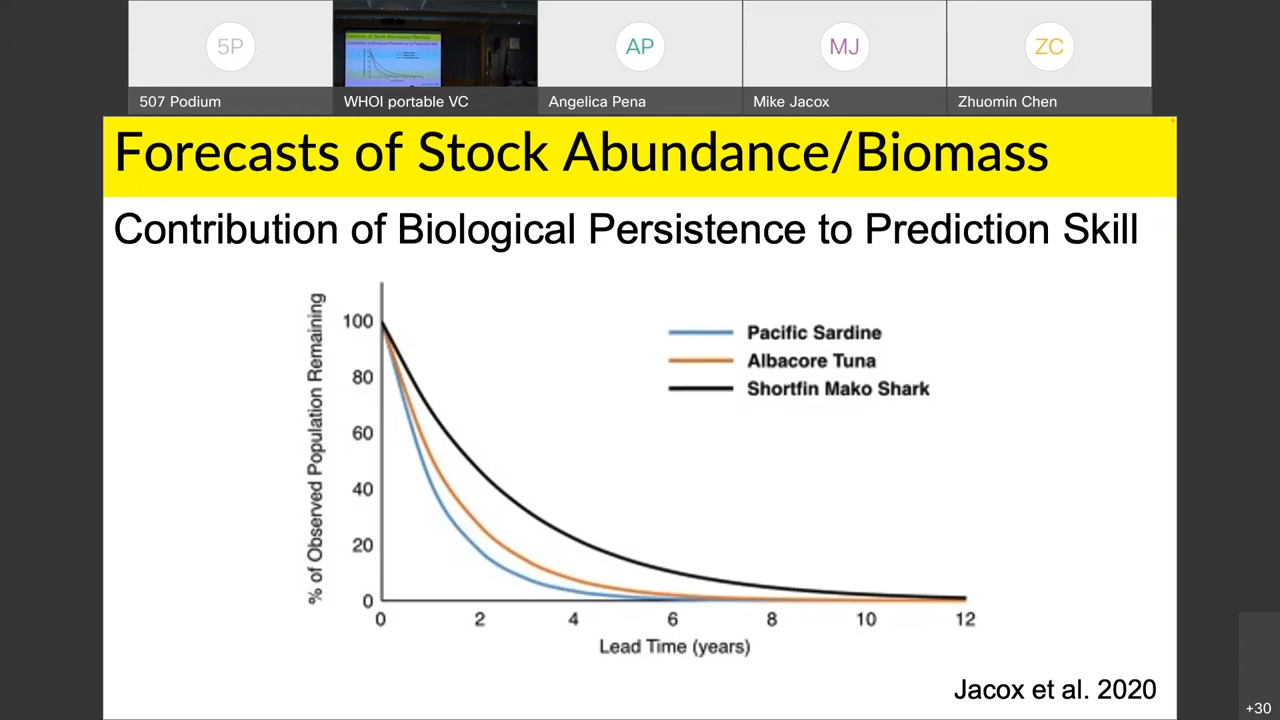 5P
AP
MJ
ZC
507 Podium
WHOI portable VC
Angelica Pena
Mike Jacox
Zhuomin Chen
Forecasts of Stock Abundance/Biomass
Contribution of Biological Persistence to Prediction Skill
% of Observed Population Remaining
100
80
60
40
20
0
Pacific Sardine
Albacore Tuna
Shortfin Mako Shark
0 2 4 6 8 10 12
Lead Time (years)
Jacox et al. 2020
+30